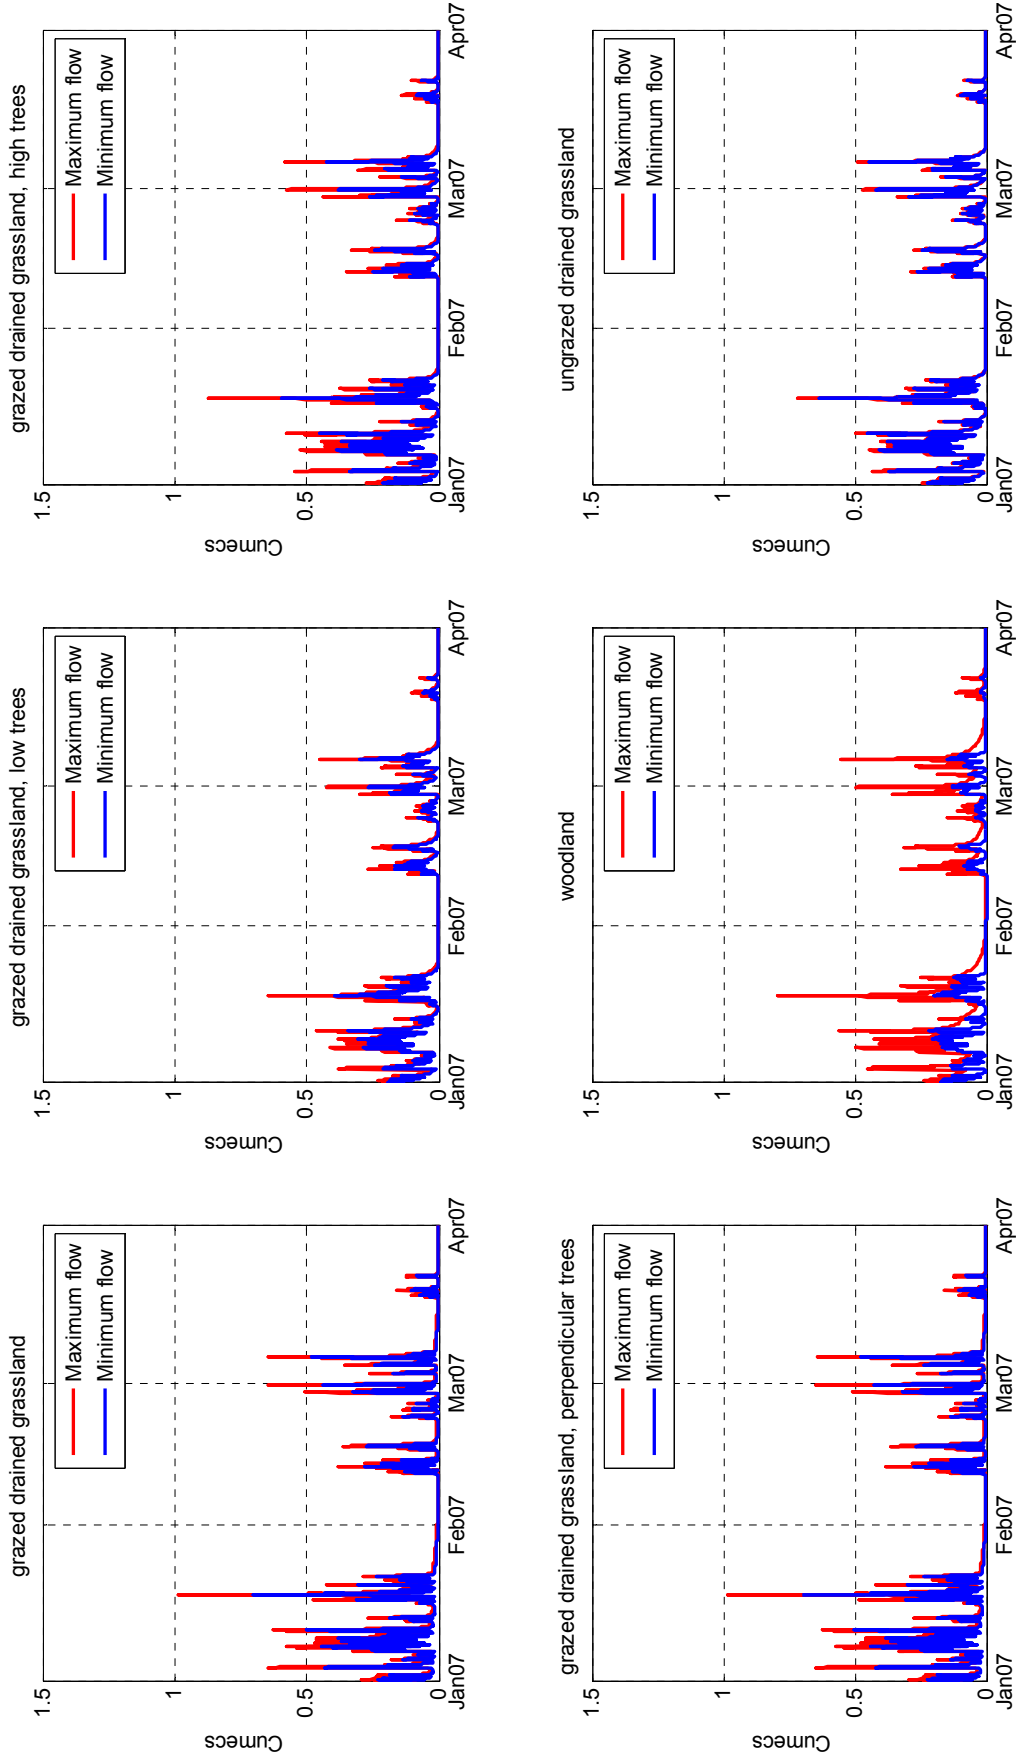 grazed drained grassland
Maximum flow
Minimum flow
Cumecs
1.5
1
0.5
0
Jan07 Feb07 Mar07 Apr07
grazed drained grassland, low trees
Maximum flow
Minimum flow
Cumecs
1.5
1
0.5
0
Jan07 Feb07 Mar07 Apr07
grazed drained grassland, high trees
Maximum flow
Minimum flow
Cumecs
1.5
1
0.5
0
Jan07 Feb07 Mar07 Apr07
grazed drained grassland, perpendicular trees
Maximum flow
Minimum flow
Cumecs
1.5
1
0.5
0
Jan07 Feb07 Mar07 Apr07
woodland
Maximum flow
Minimum flow
Cumecs
1.5
1
0.5
0
Jan07 Feb07 Mar07 Apr07
ungrazed drained grassland
Maximum flow
Minimum flow
Cumecs
1.5
1
0.5
0
Jan07 Feb07 Mar07 Apr07